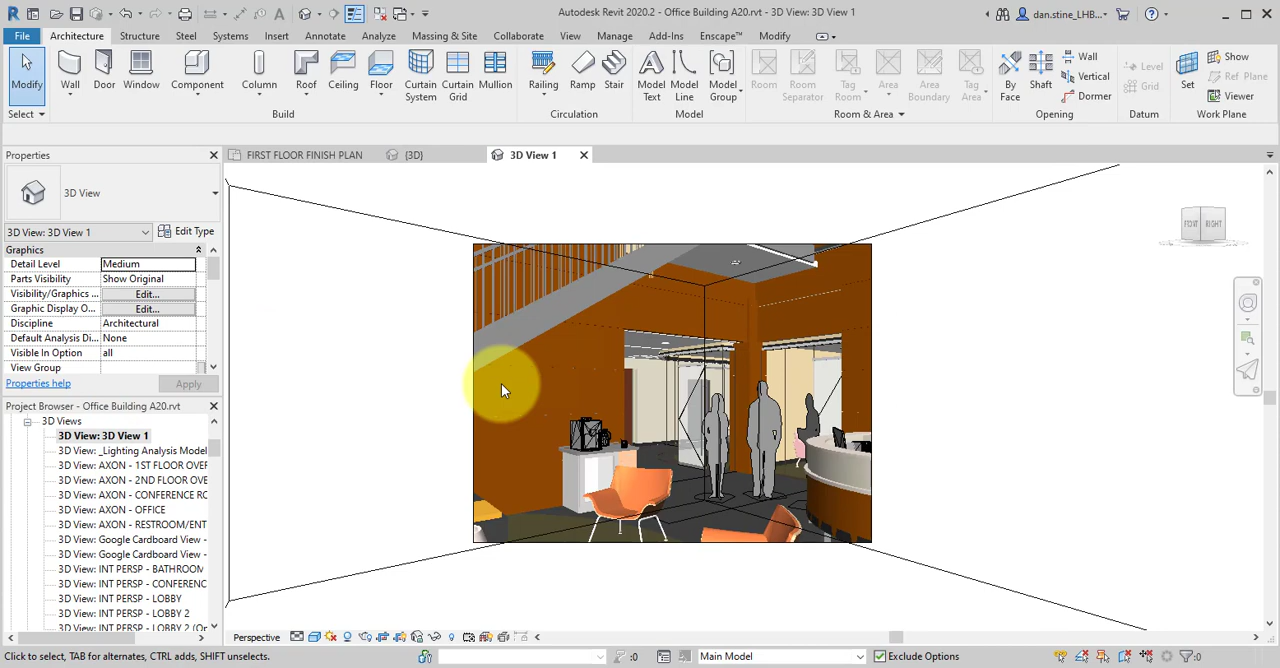 Autodesk Revit 2020.2 - Office Building A20.rvt - 3D View: 3D View 1
dan.stine_LHB...
File Architecture Structure Steel Systems Insert Annotate Analyze Massing & Site Collaborate View Manage Add-Ins Enscape™ Modify
Modify Wall Door Window Component Column Roof Ceiling Floor Curtain System Curtain Grid Mullion Railing Ramp Stair Model Text Model Line Model Group Room Room Separator Tag Room Area Area Boundary Tag Area By Face Shaft Wall Vertical Dormer Level Grid Set Show Ref Plane Viewer
Select Build Circulation Model Room & Area Opening Datum Work Plane
Properties
FIRST FLOOR FINISH PLAN {3D} 3D View 1
3D View
3D View: 3D View 1 Edit Type
Graphics
Detail Level Medium
Parts Visibility Show Original
Visibility/Graphics ... Edit...
Graphic Display O... Edit...
Discipline Architectural
Default Analysis Di... None
Visible In Option all
View Group
Properties help Apply
Project Browser - Office Building A20.rvt
3D Views
3D View: 3D View 1
3D View: _Lighting Analysis Model
3D View: AXON - 1ST FLOOR OVER
3D View: AXON - 2ND FLOOR OVER
3D View: AXON - CONFERENCE RO
3D View: AXON - OFFICE
3D View: AXON - RESTROOM/ENT
3D View: Google Cardboard View -
3D View: Google Cardboard View -
3D View: INT PERSP - BATHROOM
3D View: INT PERSP - CONFERENC
3D View: INT PERSP - LOBBY
3D View: INT PERSP - LOBBY 2
3D View: INT PERSP - LOBBY 2 (O
RIGHT
Perspective
Click to select, TAB for alternates, CTRL adds, SHIFT unselects.
:0
Main Model
Exclude Options
:0